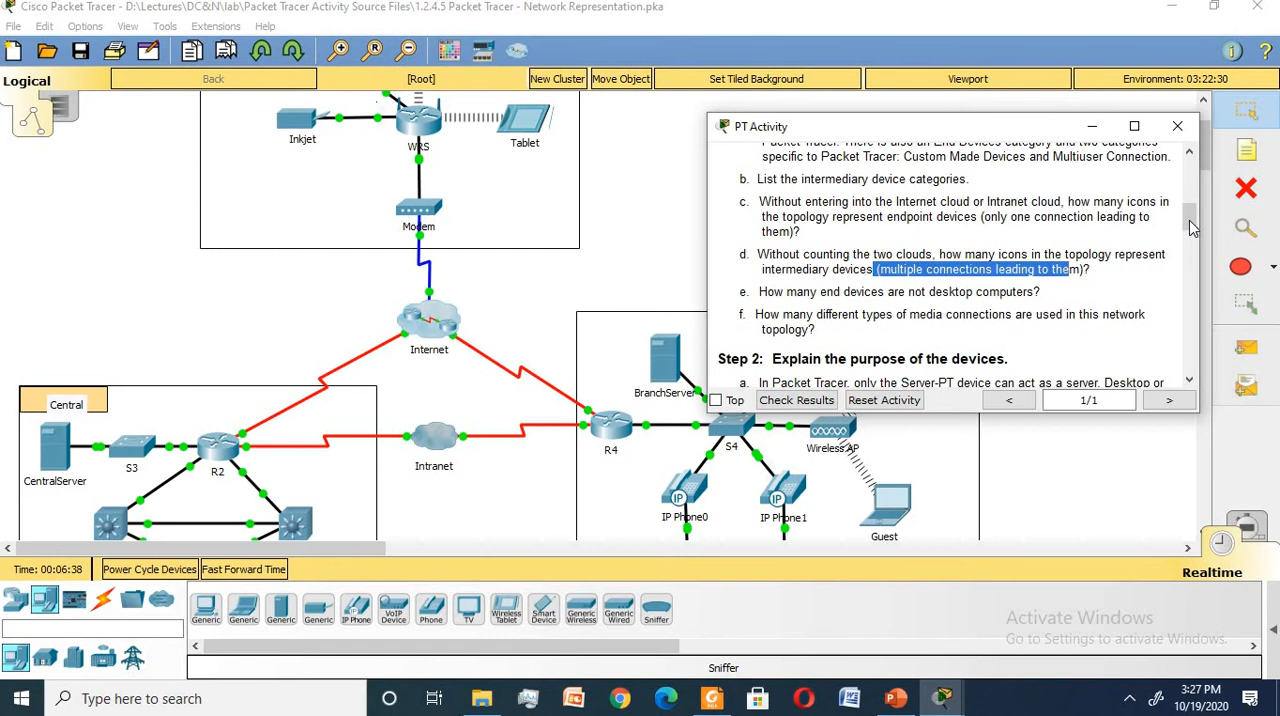 Cisco Packet Tracer - D:\Lectures\DC&N\lab\Packet Tracer Activity Source Files\1.2.4.5 Packet Tracer - Network Representation.pka
File Edit Options View Tools Extensions Help
Logical
Back
[Root]
New Cluster
Move Object
Set Tiled Background
Viewport
Environment: 03:22:30
Inkjet
WRS
Tablet
Modem
Internet
Central
CentralServer
S3
R2
Intranet
R4
BranchServer
S4
Wireless AP
IP
IP Phone0
IP
IP Phone1
Guest
PT Activity
Packet Tracer. There is also an End Devices category and two categories
specific to Packet Tracer: Custom Made Devices and Multiuser Connection.
b. List the intermediary device categories.
c. Without entering into the Internet cloud or Intranet cloud, how many icons in
the topology represent endpoint devices (only one connection leading to
them)?
d. Without counting the two clouds, how many icons in the topology represent
intermediary devices (multiple connections leading to them)?
e. How many end devices are not desktop computers?
f. How many different types of media connections are used in this network
topology?
Step 2: Explain the purpose of the devices.
a. In Packet Tracer, only the Server-PT device can act as a server. Desktop or
Top
Check Results
Reset Activity
<
1/1
>
Realtime
Time: 00:06:38
Power Cycle Devices
Fast Forward Time
Generic
Generic
Generic
Generic
IP Phone
VoIP Device
Phone
TV
Wireless Tablet
Smart Device
Generic Wireless
Generic Wired
Sniffer
Sniffer
Activate Windows
Go to Settings to activate Windows.
Type here to search
3:27 PM
10/19/2020